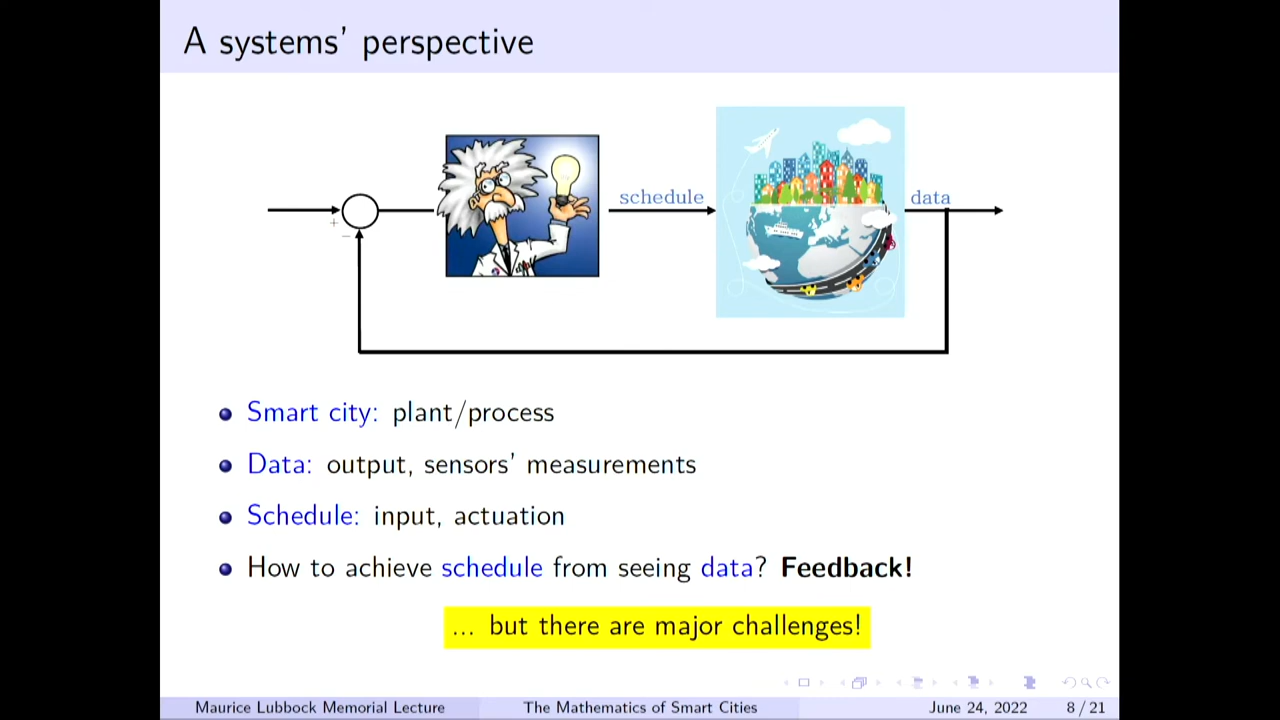 A systems' perspective
schedule
data
+
−
Smart city: plant/process
Data: output, sensors' measurements
Schedule: input, actuation
How to achieve schedule from seeing data? Feedback!
... but there are major challenges!
Maurice Lubbock Memorial Lecture
The Mathematics of Smart Cities
June 24, 2022
8 / 21